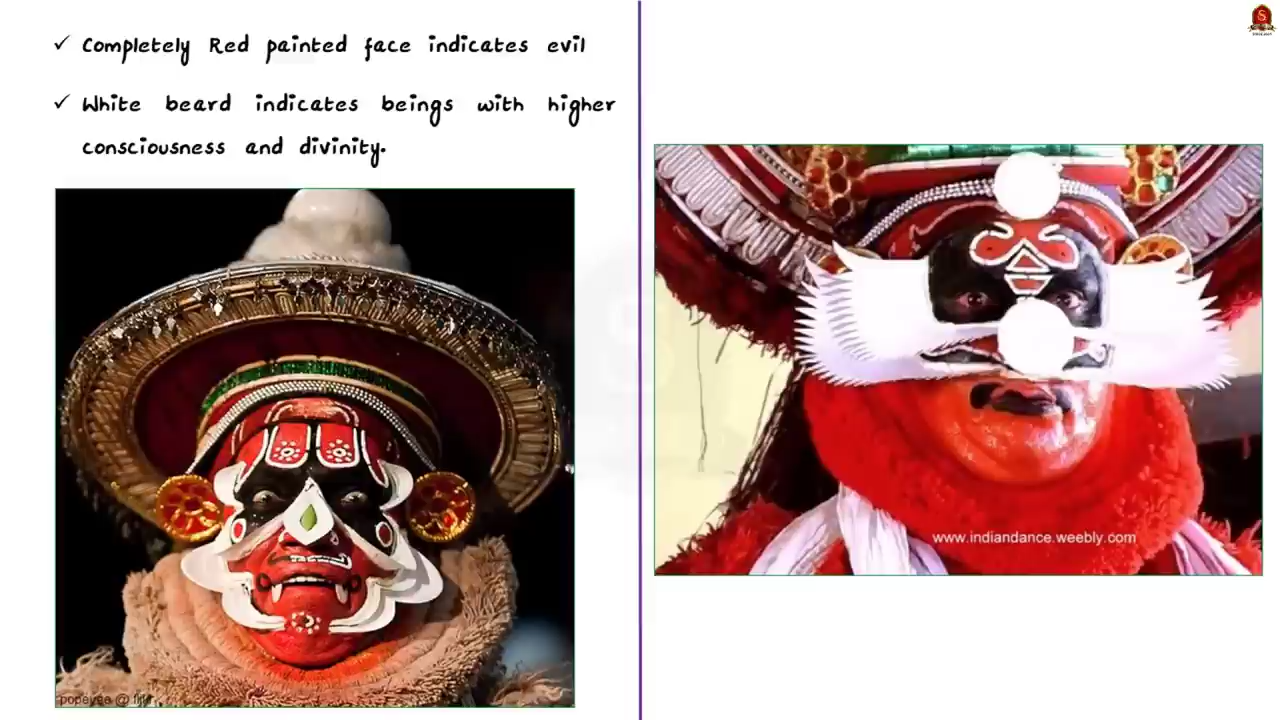 ✓ Completely Red painted face indicates evil
✓ White beard indicates beings with higher
consciousness and divinity.
www.indiandance.weebly.com